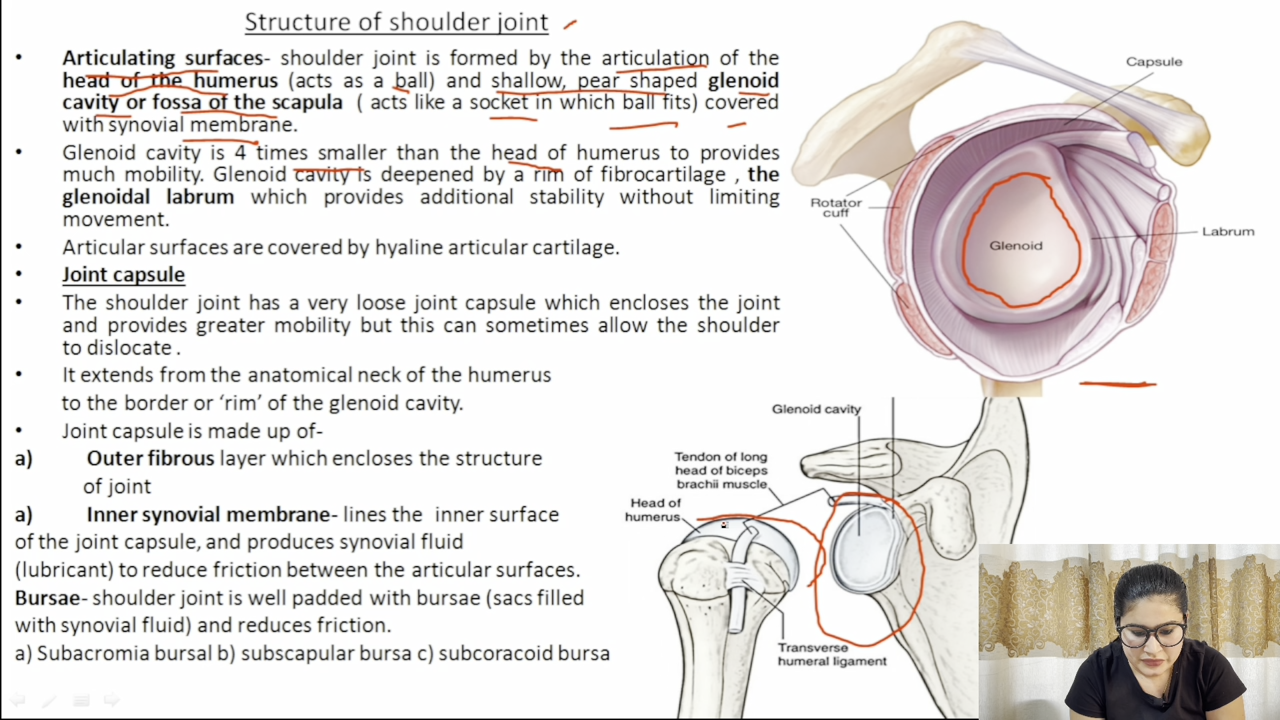 Structure of shoulder joint
• Articulating surfaces- shoulder joint is formed by the articulation of the
head of the humerus (acts as a ball) and shallow, pear shaped glenoid
cavity or fossa of the scapula ( acts like a socket in which ball fits) covered
with synovial membrane.
• Glenoid cavity is 4 times smaller than the head of humerus to provides
much mobility. Glenoid cavity is deepened by a rim of fibrocartilage , the
glenoidal labrum which provides additional stability without limiting
movement.
• Articular surfaces are covered by hyaline articular cartilage.
• Joint capsule
• The shoulder joint has a very loose joint capsule which encloses the joint
and provides greater mobility but this can sometimes allow the shoulder
to dislocate .
• It extends from the anatomical neck of the humerus
to the border or ‘rim’ of the glenoid cavity.
• Joint capsule is made up of-
a) Outer fibrous layer which encloses the structure
of joint
a) Inner synovial membrane- lines the inner surface
of the joint capsule, and produces synovial fluid
(lubricant) to reduce friction between the articular surfaces.
Bursae- shoulder joint is well padded with bursae (sacs filled
with synovial fluid) and reduces friction.
a) Subacromia bursal b) subscapular bursa c) subcoracoid bursa
Capsule
Rotator
cuff
Glenoid
Labrum
Glenoid cavity
Tendon of long
head of biceps
brachii muscle
Head of
humerus
Transverse
humeral ligament